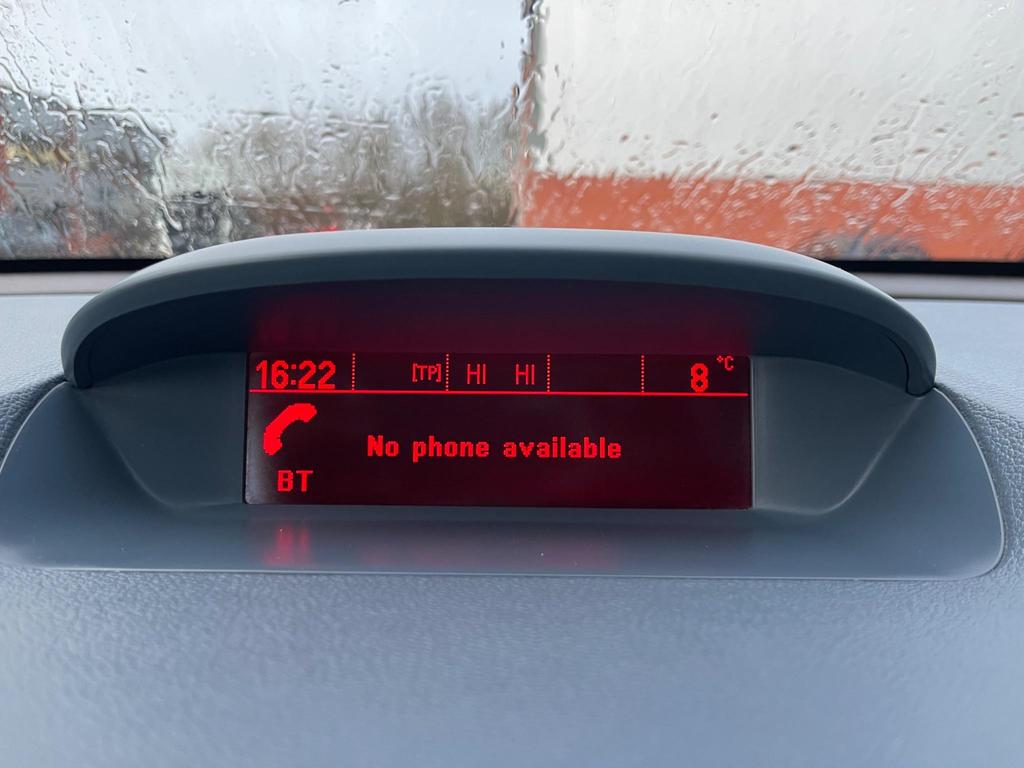 16:22 [TP] HI HI 8 °C
No phone available
BT